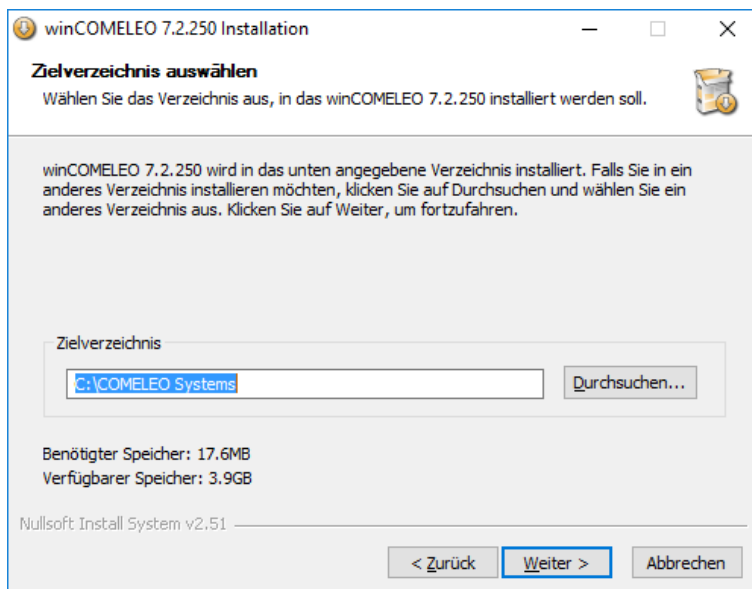 winCOMELEO 7.2.250 Installation
Zielverzeichnis auswählen
Wählen Sie das Verzeichnis aus, in das winCOMELEO 7.2.250 installiert werden soll.
winCOMELEO 7.2.250 wird in das unten angegebene Verzeichnis installiert. Falls Sie in ein
anderes Verzeichnis installieren möchten, klicken Sie auf Durchsuchen und wählen Sie ein
anderes Verzeichnis aus. Klicken Sie auf Weiter, um fortzufahren.
Zielverzeichnis
C:\COMELEO Systems
Durchsuchen...
Benötigter Speicher: 17.6MB
Verfügbarer Speicher: 3.9GB
Nullsoft Install System v2.51
< Zurück
Weiter >
Abbrechen